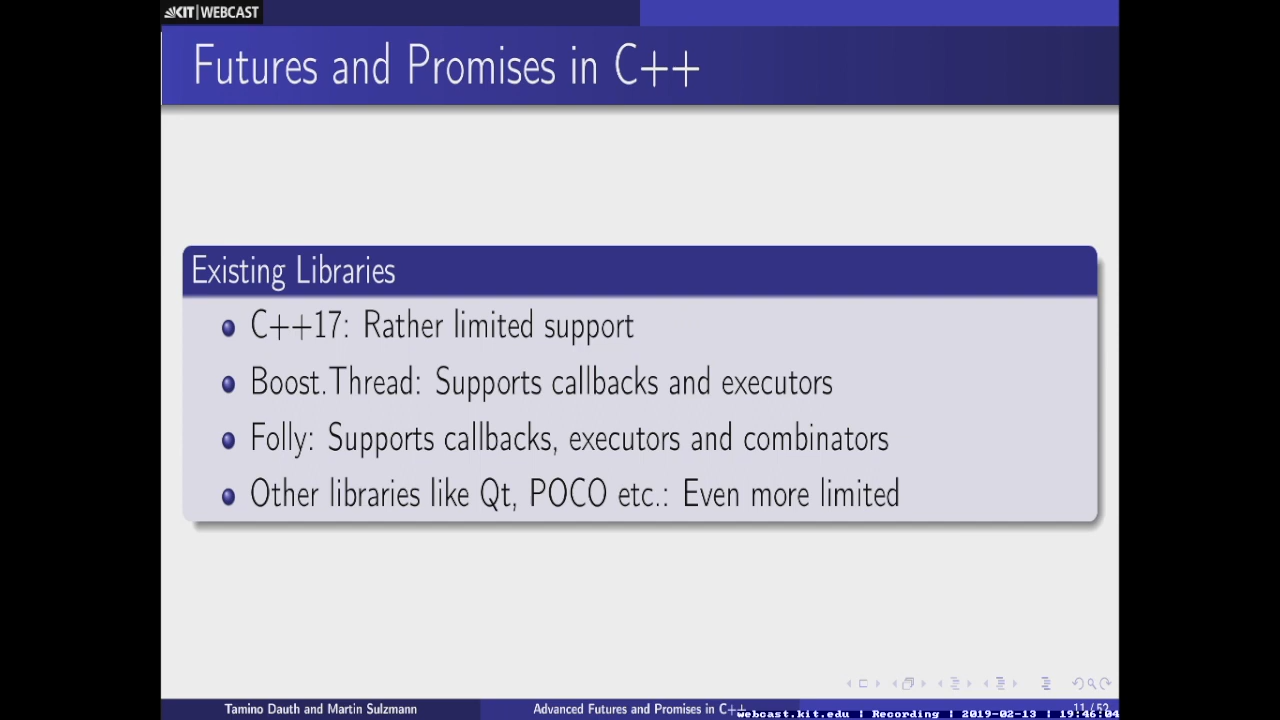 KIT | WEBCAST
Futures and Promises in C++
Existing Libraries
C++17: Rather limited support
Boost.Thread: Supports callbacks and executors
Folly: Supports callbacks, executors and combinators
Other libraries like Qt, POCO etc.: Even more limited
Tamino Dauth and Martin Sulzmann
Advanced Futures and Promises in C++
11 / 52
webcast.kit.edu | Recording | 2019-02-13 | 19:46:04